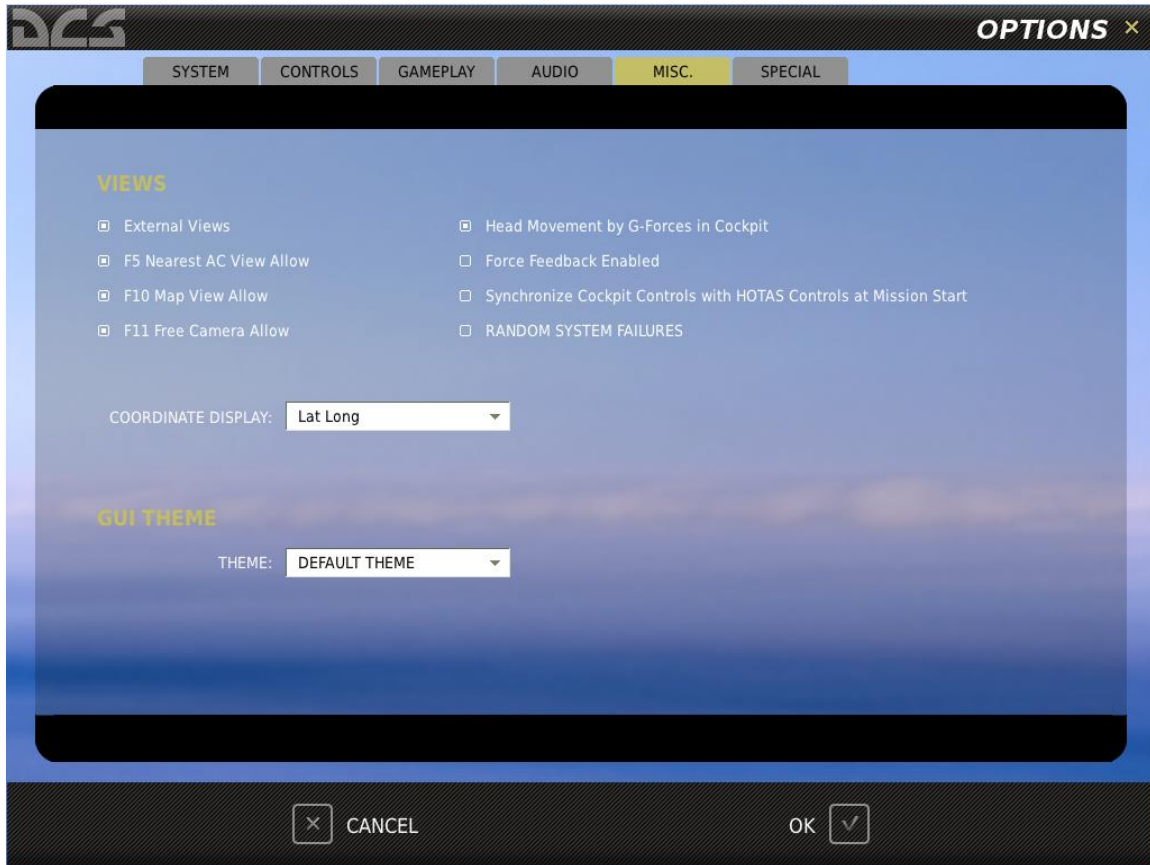 DCS
OPTIONS
SYSTEM CONTROLS GAMEPLAY AUDIO MISC. SPECIAL
VIEWS
External Views
F5 Nearest AC View Allow
F10 Map View Allow
F11 Free Camera Allow
Head Movement by G-Forces in Cockpit
Force Feedback Enabled
Synchronize Cockpit Controls with HOTAS Controls at Mission Start
RANDOM SYSTEM FAILURES
COORDINATE DISPLAY: Lat Long
GUI THEME
THEME: DEFAULT THEME
CANCEL OK